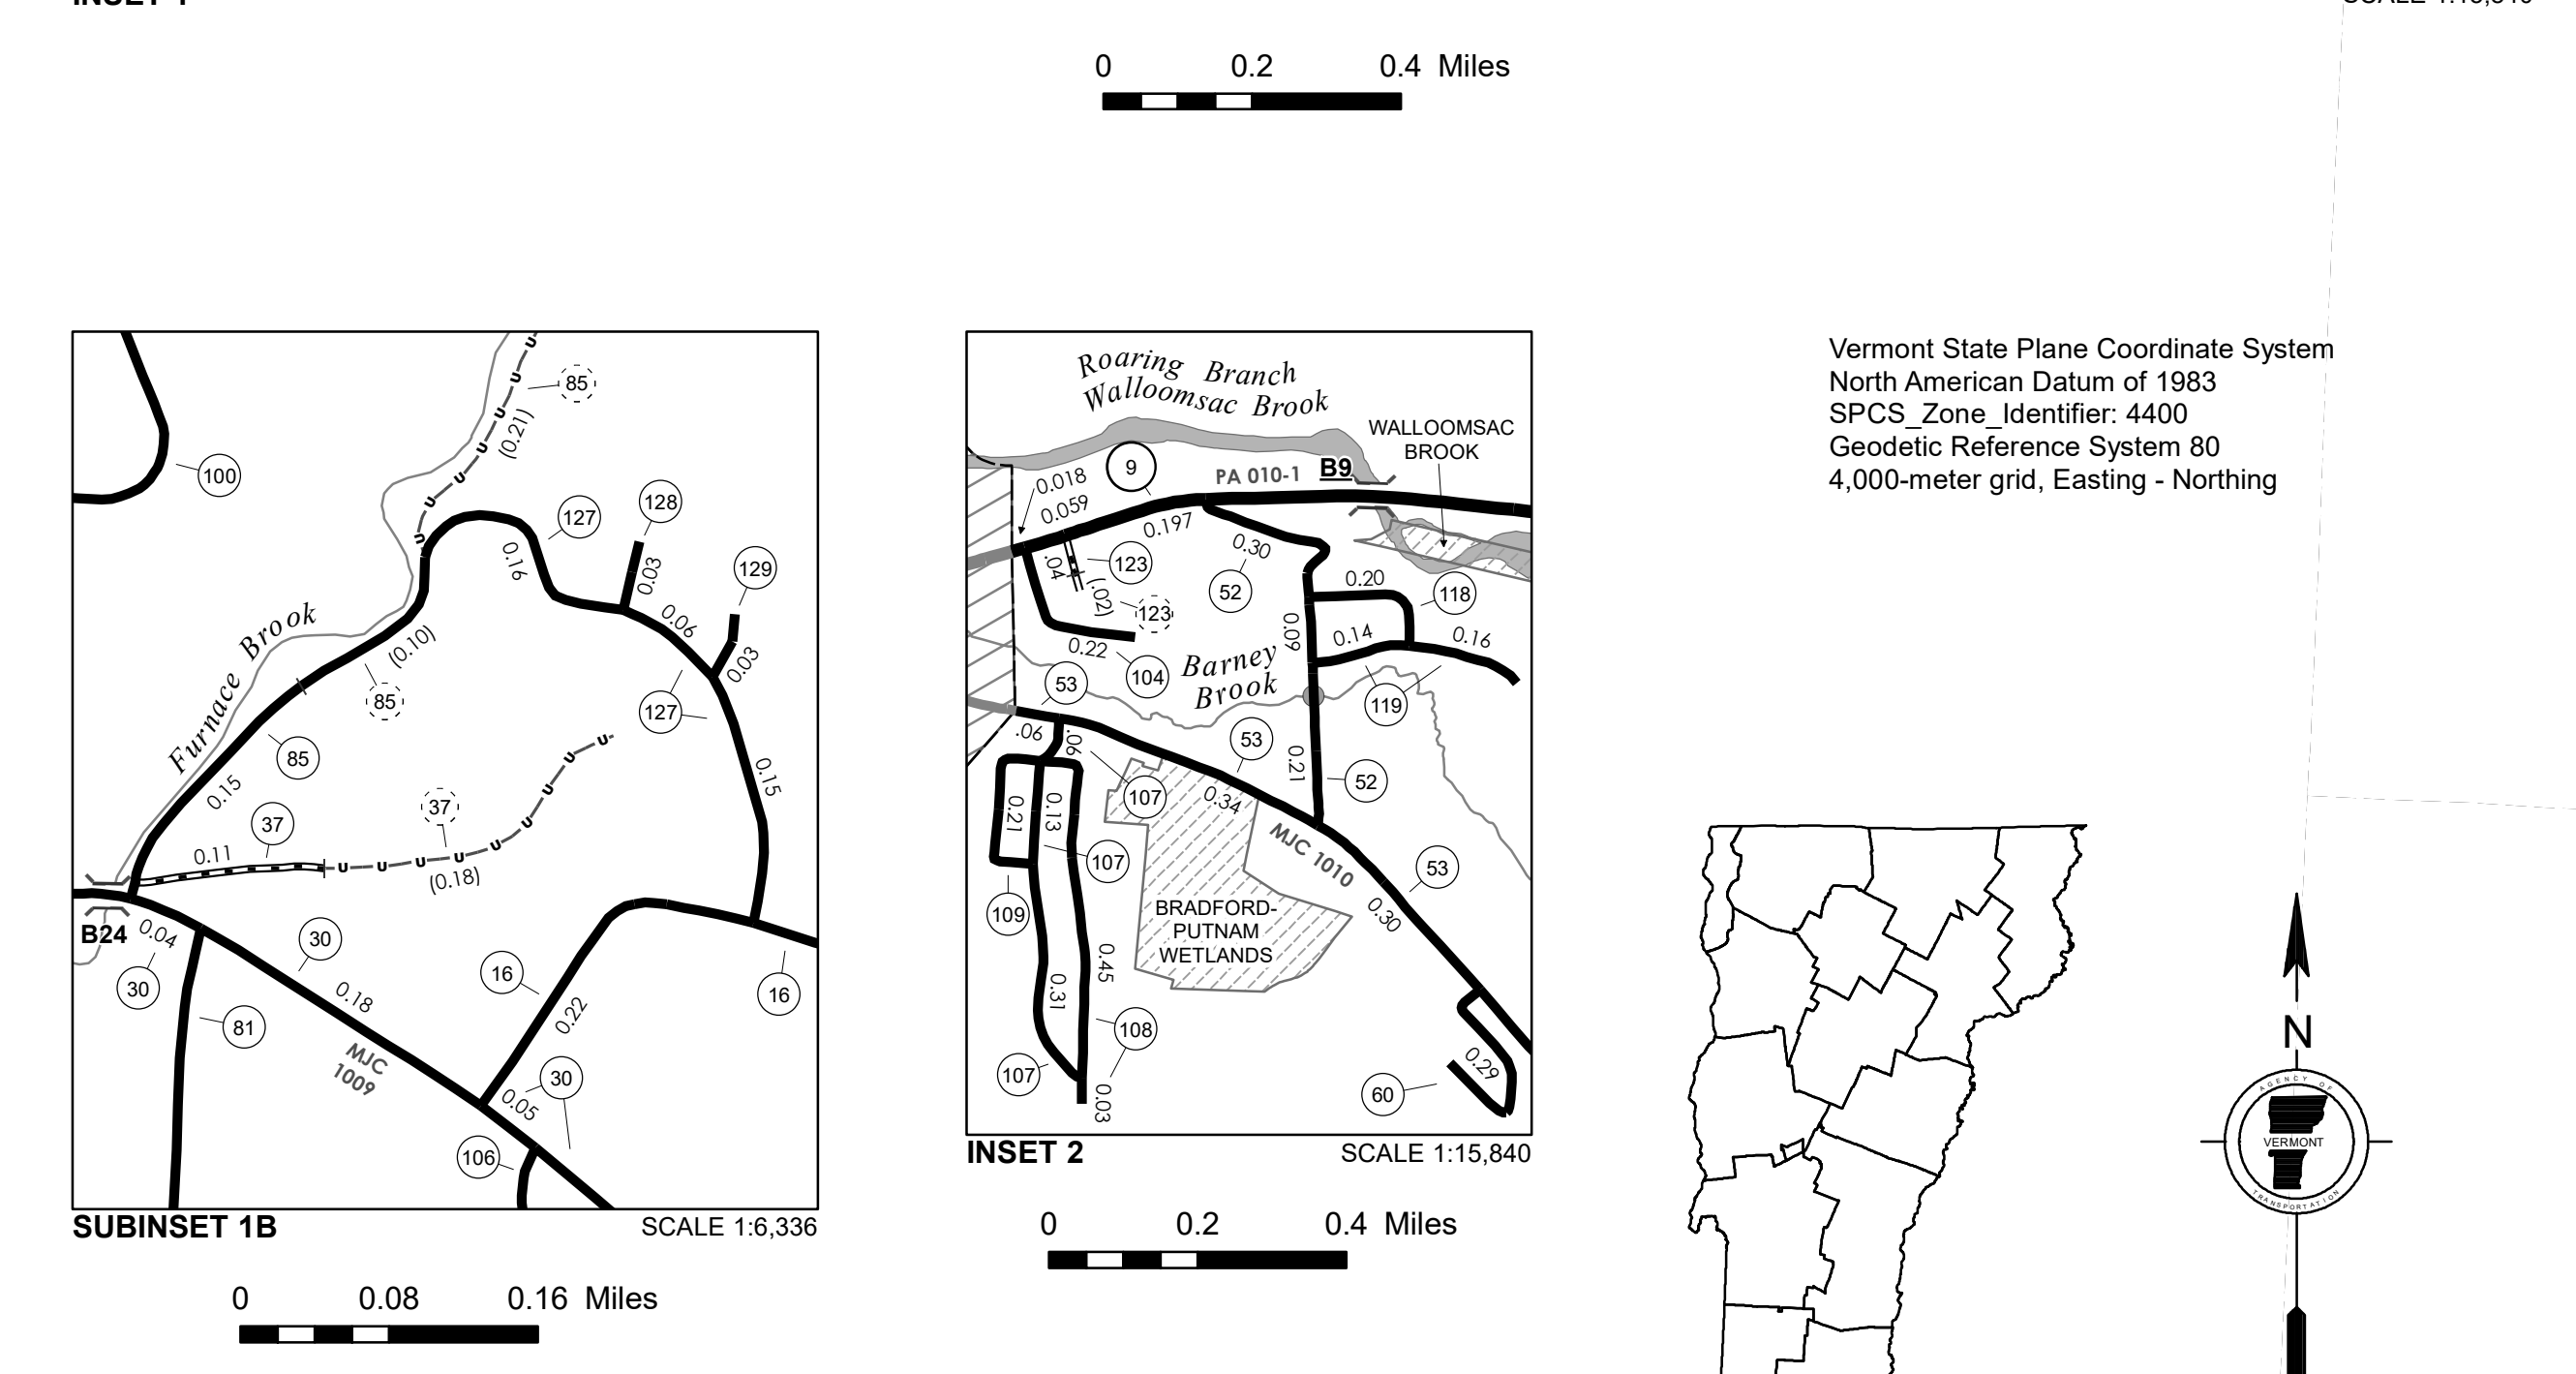 0 0.2 0.4 Miles
85
(0.21)
100
127
128
0.16
0.03
129
0.06
0.03
Furnace Brook
(0.10)
85
127
85
0.15
0.15
37
37
0.11
(0.18)
B24
0.04
30
30
16
16
0.18
81
0.22
MJC
1009
30
0.05
106
SUBINSET 1B
SCALE 1:6,336
0 0.08 0.16 Miles
Roaring Branch
Walloomsac Brook
WALLOOMSAC
BROOK
9
PA 010-1
B9
0.018
0.059
0.197
0.30
.04
123
(.02)
123
52
0.20
118
0.09
0.14
0.16
0.22
104
Barney
Brook
53
119
.06
.06
53
0.21
52
107
0.34
0.21
0.13
107
MJC 1010
53
109
BRADFORD-
PUTNAM
WETLANDS
0.30
0.45
0.31
108
107
0.03
0.29
60
INSET 2
SCALE 1:15,840
0 0.2 0.4 Miles
Vermont State Plane Coordinate System
North American Datum of 1983
SPCS_Zone_Identifier: 4400
Geodetic Reference System 80
4,000-meter grid, Easting - Northing
N
AGENCY OF
VERMONT
TRANSPORTATION